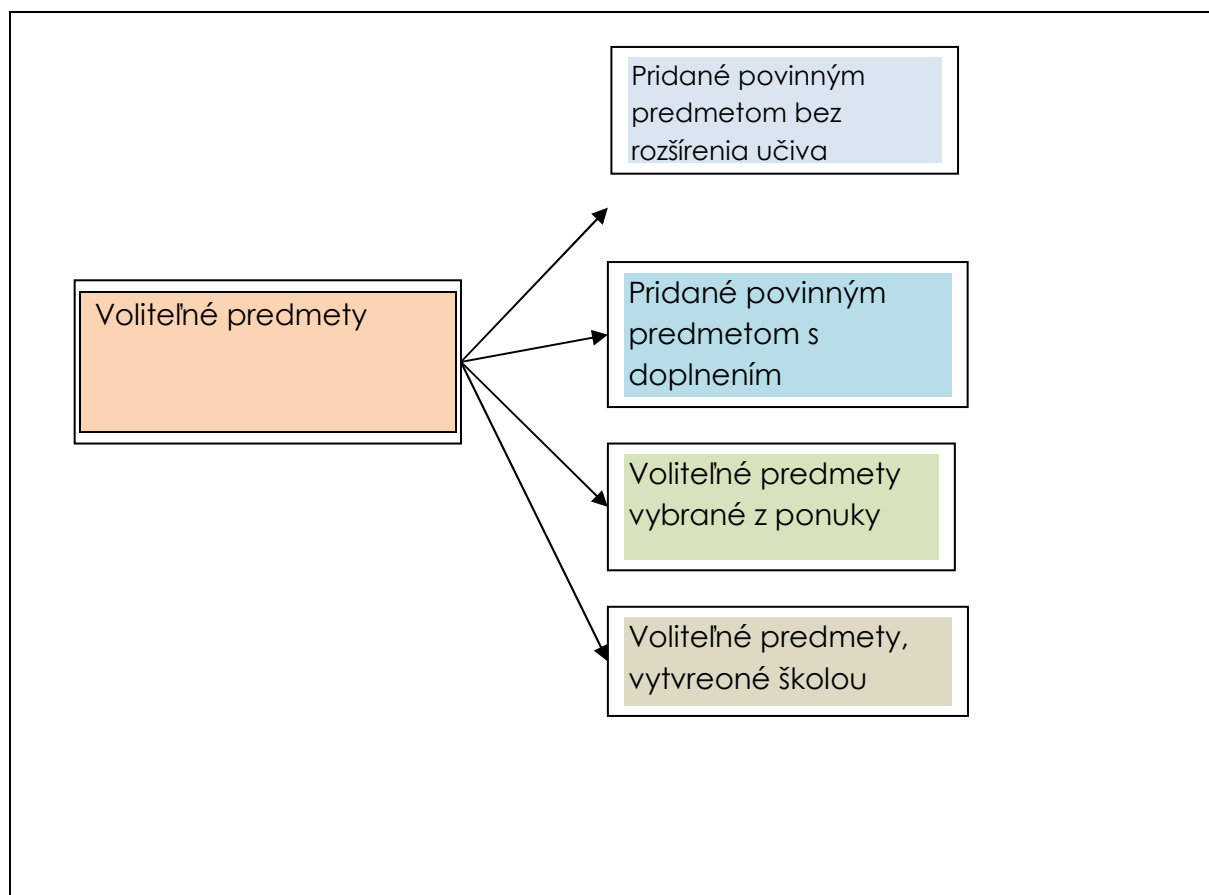 Pridané povinným
predmetom bez
rozšírenia učiva
Voliteľné predmety
Pridané povinným
predmetom s
doplnením
Voliteľné predmety
vybrané z ponuky
Voliteľné predmety,
vytvreoné školou